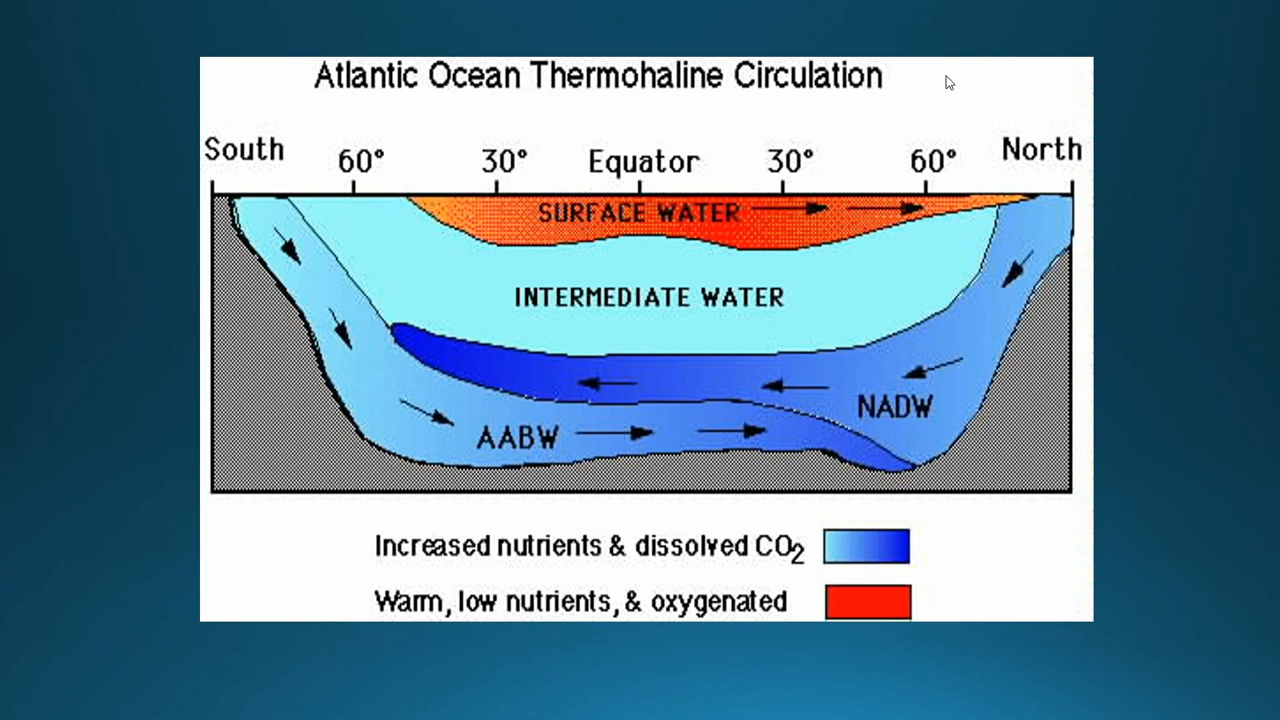 Atlantic Ocean Thermohaline Circulation
South 60° 30° Equator 30° 60° North
SURFACE WATER
INTERMEDIATE WATER
NADW
AABW
Increased nutrients & dissolved CO₂
Warm, low nutrients, & oxygenated